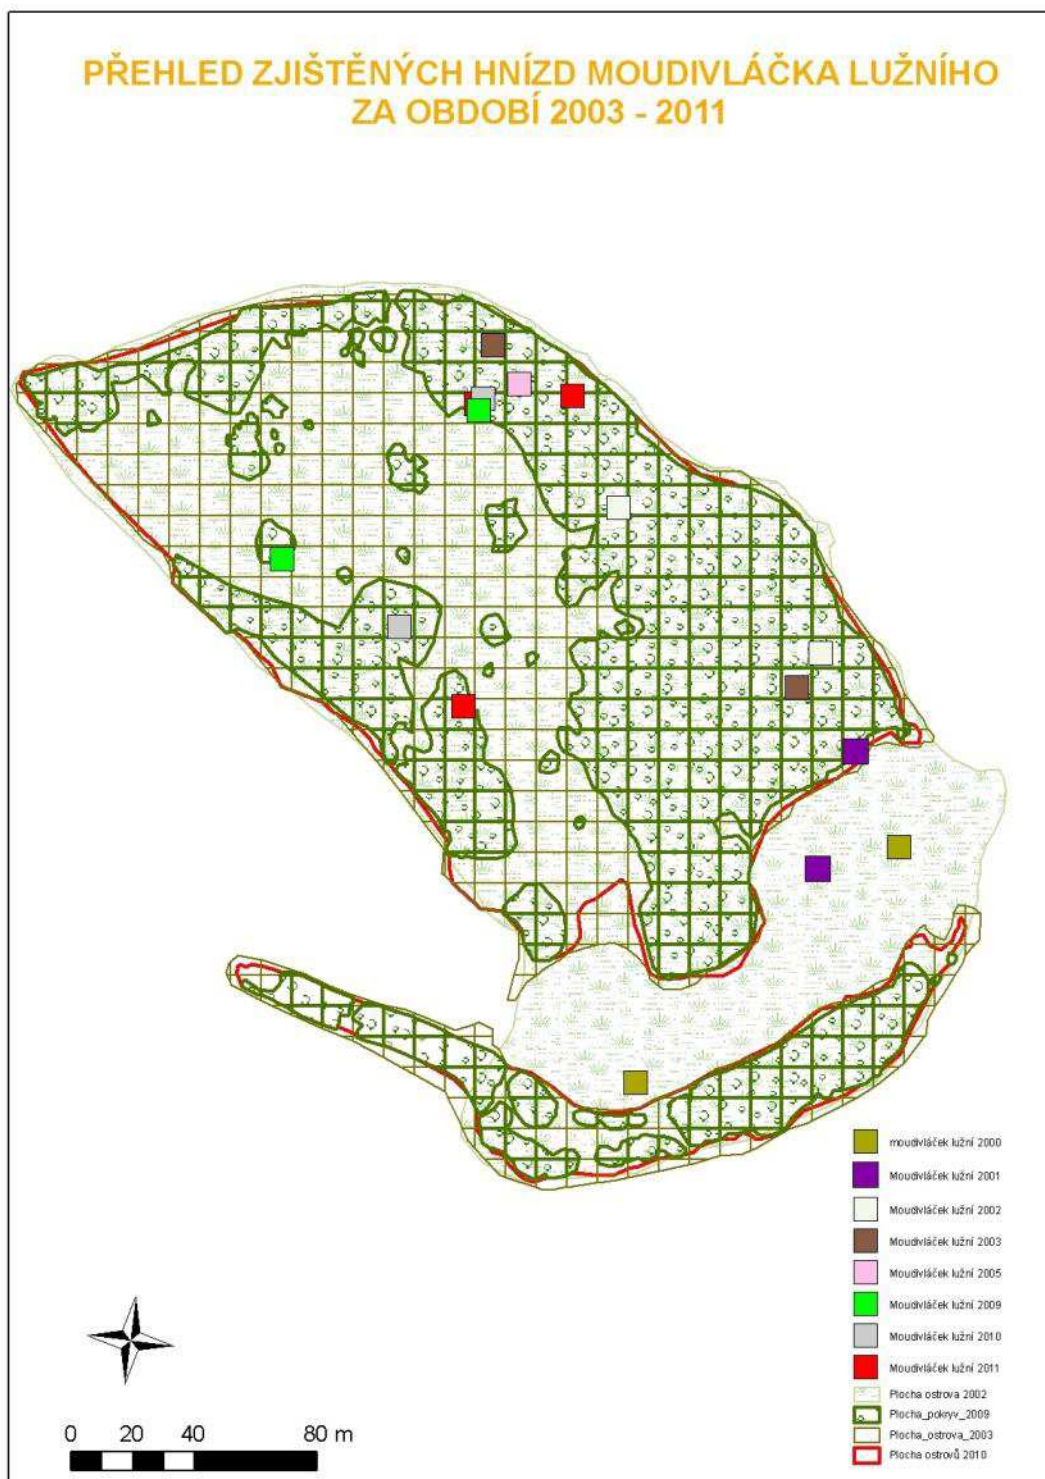 PŘEHLED ZJIŠTĚNÝCH HNÍZD MOUDIVLÁČKA LUŽNÍHO
ZA OBDOBÍ 2003 - 2011
moudivláček lužní 2000
Moudivláček lužní 2001
Moudivláček lužní 2002
Moudivláček lužní 2003
Moudivláček lužní 2005
Moudivláček lužní 2009
Moudivláček lužní 2010
Moudivláček lužní 2011
Plocha ostrova 2002
Plocha_pokryv_2009
Plocha_ostrova_2003
Plocha ostrovů 2010
0 20 40 80 m